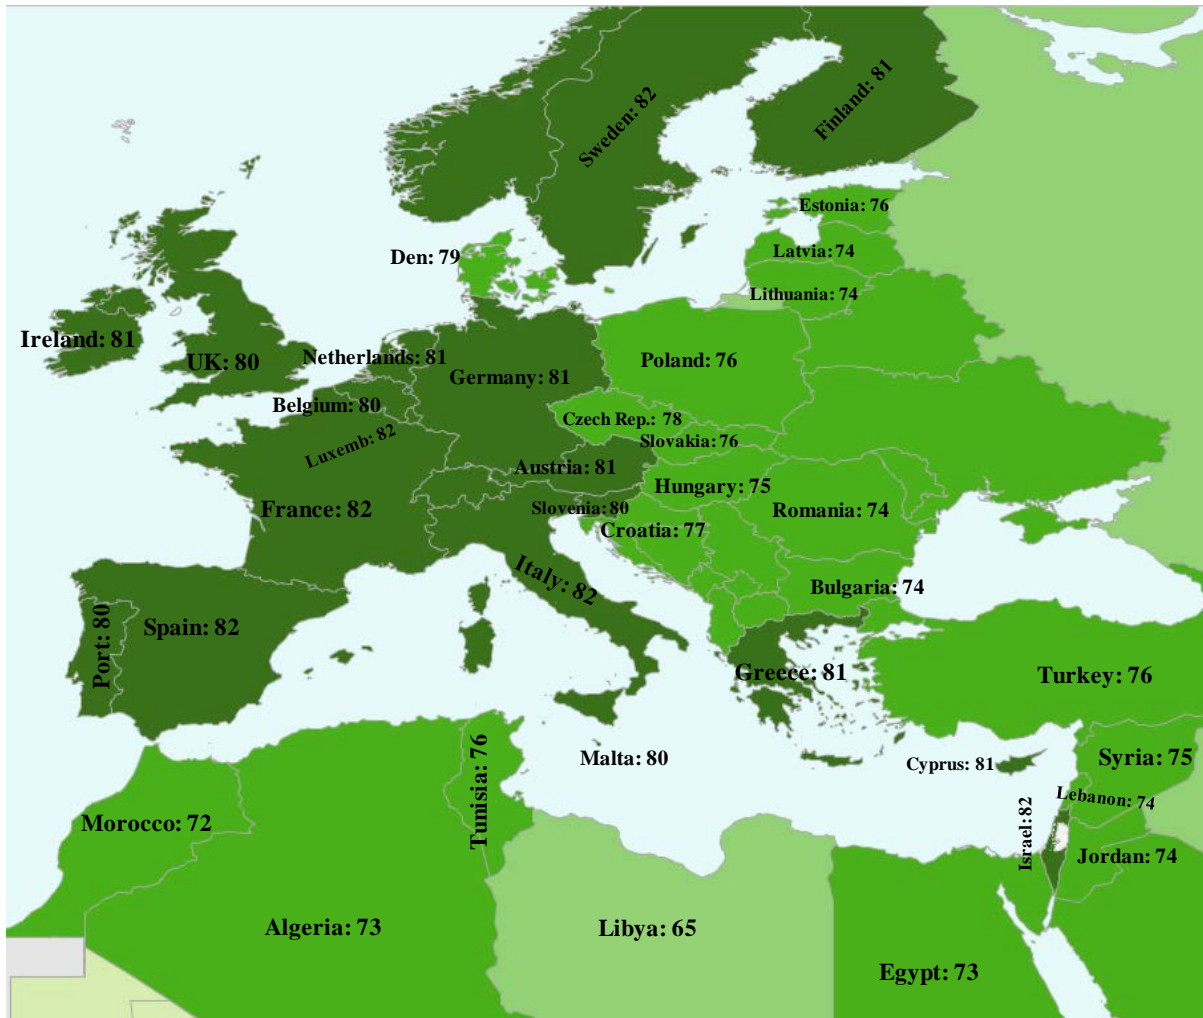 Finland: 81
Sweden: 82
Estonia: 76
Den: 79
Latvia: 74
Lithuania: 74
Ireland: 81
UK: 80
Netherlands: 81
Poland: 76
Germany: 81
Belgium: 80
Czech Rep.: 78
Luxemb: 82
Slovakia: 76
Austria: 81
Hungary: 75
France: 82
Slovenia: 80
Romania: 74
Croatia: 77
Italy: 82
Bulgaria: 74
Port: 80
Spain: 82
Greece: 81
Turkey: 76
Tunisia: 76
Malta: 80
Cyprus: 81
Syria: 75
Lebanon: 74
Morocco: 72
Israel: 82
Jordan: 74
Algeria: 73
Libya: 65
Egypt: 73